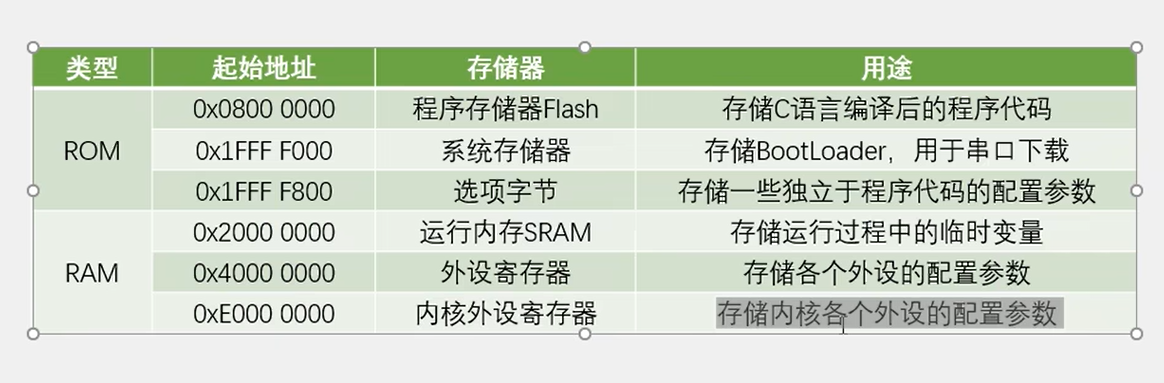 类型 起始地址 存储器 用途
ROM
0x0800 0000 程序存储器Flash 存储C语言编译后的程序代码
0x1FFF F000 系统存储器 存储BootLoader，用于串口下载
0x1FFF F800 选项字节 存储一些独立于程序代码的配置参数
RAM
0x2000 0000 运行内存SRAM 存储运行过程中的临时变量
0x4000 0000 外设寄存器 存储各个外设的配置参数
0xE000 0000 内核外设寄存器 存储内核各个外设的配置参数